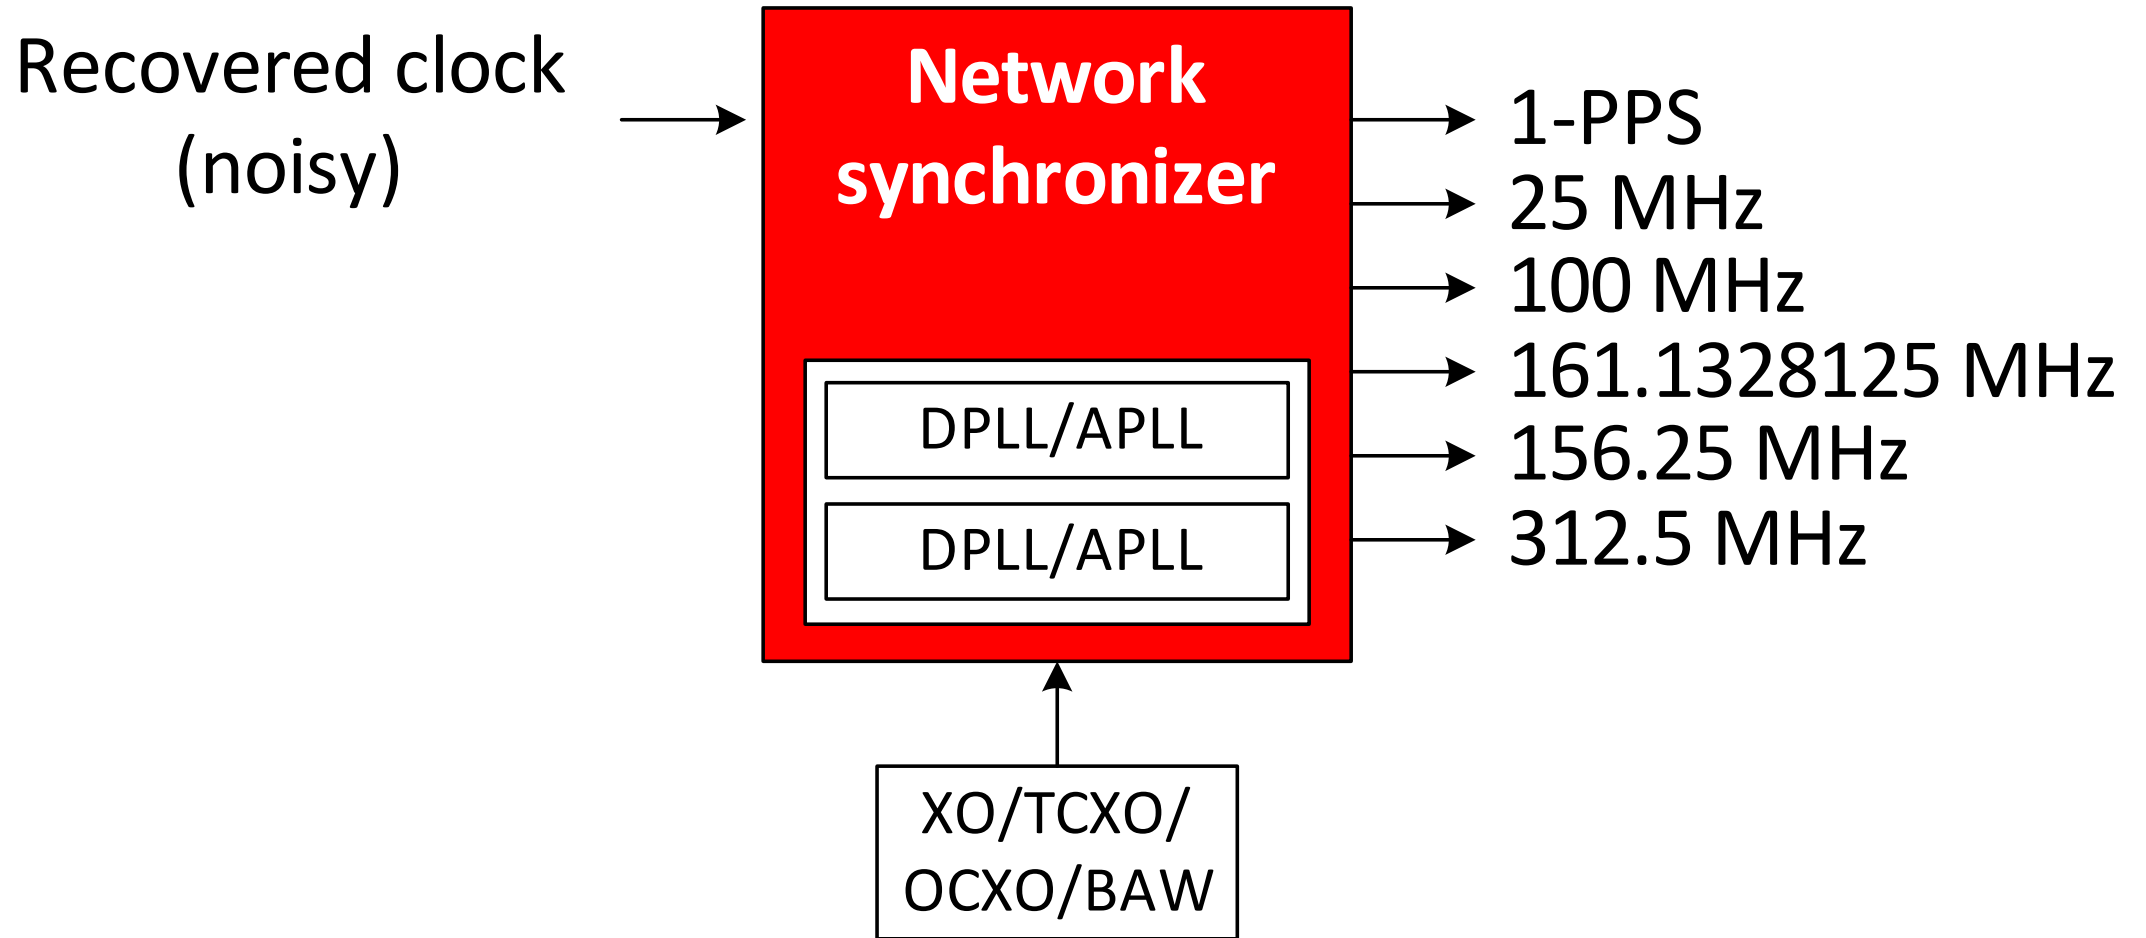 Recovered clock
(noisy)
Network
synchronizer
DPLL/APLL
DPLL/APLL
XO/TCXO/
OCXO/BAW
1-PPS
25 MHz
100 MHz
161.1328125 MHz
156.25 MHz
312.5 MHz